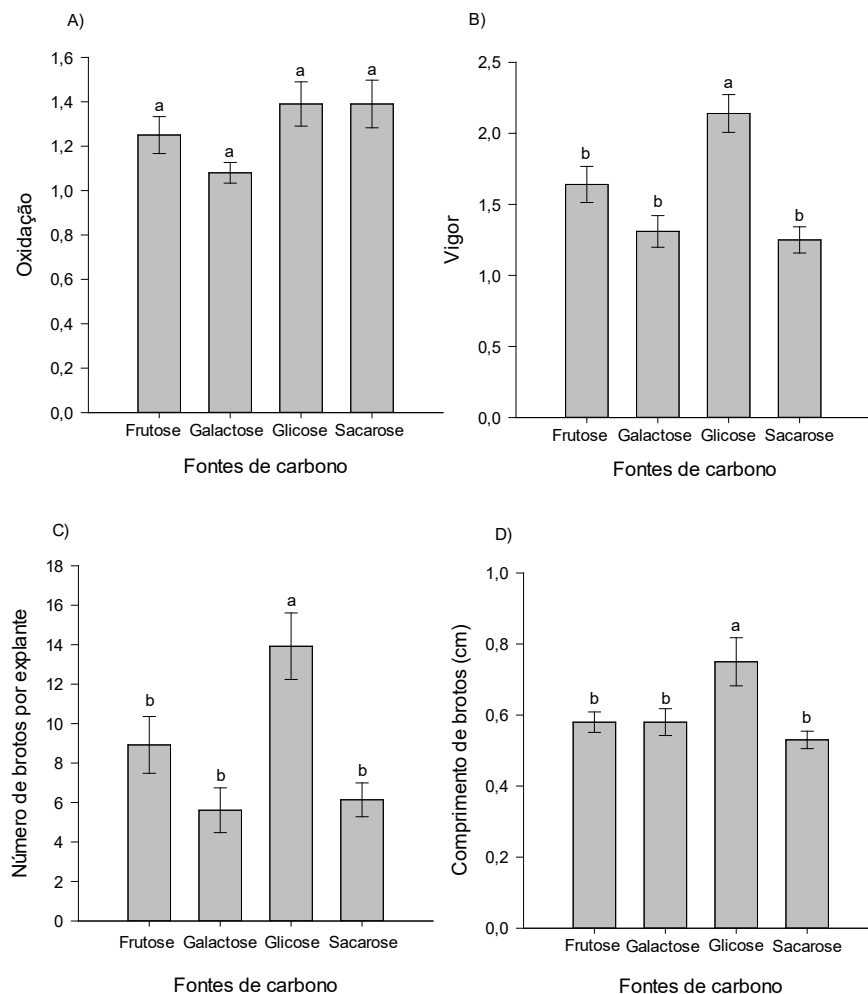 A)
1,6
1,4
1,2
1,0
0,8
0,6
0,4
0,2
0,0
Oxidação
a
a
a
a
Frutose Galactose Glicose Sacarose
Fontes de carbono
B)
2,5
2,0
1,5
1,0
0,5
0,0
Vigor
b
b
a
b
Frutose Galactose Glicose Sacarose
Fontes de carbono
C)
18
16
14
12
10
8
6
4
2
0
Número de brotos por explante
b
b
a
b
Frutose Galactose Glicose Sacarose
Fontes de carbono
D)
1,0
0,8
0,6
0,4
0,2
0,0
Comprimento de brotos (cm)
b
b
a
b
Frutose Galactose Glicose Sacarose
Fontes de carbono